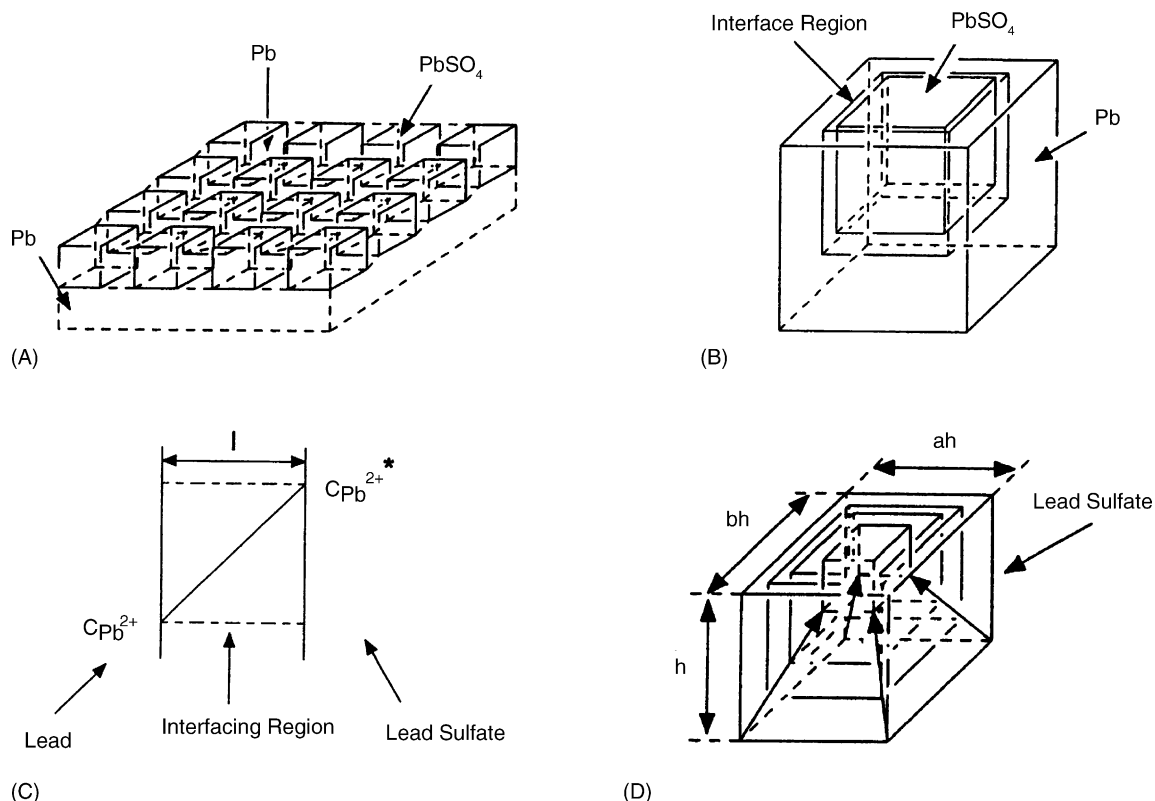 Pb
PbSO4
Pb
(A)
Interface Region
PbSO4
Pb
(B)
l
CPb2+*
CPb2+
Lead
Interfacing Region
Lead Sulfate
(C)
ah
bh
h
Lead Sulfate
(D)